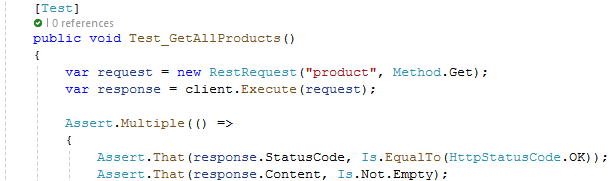 [Test]
| 0 references
public void Test_GetAllProducts()
{
var request = new RestRequest("product", Method.Get);
var response = client.Execute(request);
Assert.Multiple(() =>
{
Assert.That(response.StatusCode, Is.EqualTo(HttpStatusCode.OK));
Assert.That(response.Content, Is.Not.Empty);